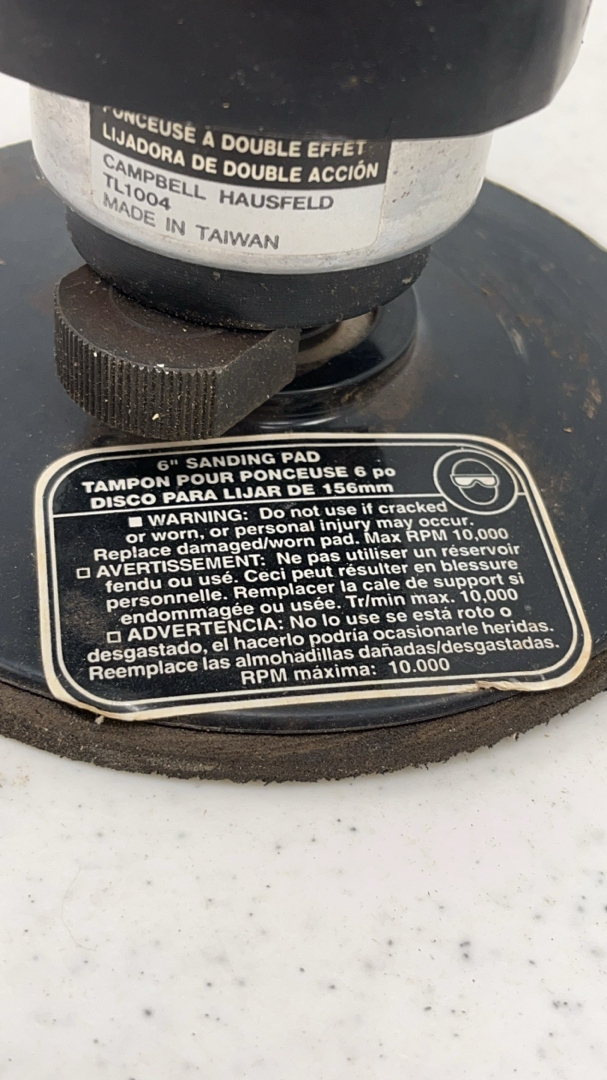 PONCEUSE À DOUBLE EFFET
LIJADORA DE DOUBLE ACCIÓN
CAMPBELL HAUSFELD
TL1004
MADE IN TAIWAN
6" SANDING PAD
TAMPON POUR PONCEUSE 6 po
DISCO PARA LIJAR DE 156mm
■ WARNING: Do not use if cracked
or worn, or personal injury may occur.
Replace damaged/worn pad. Max RPM 10,000
□ AVERTISSEMENT: Ne pas utiliser un réservoir
fendu ou usé. Ceci peut résulter en blessure
personnelle. Remplacer la cale de support si
endommagée ou usée. Tr/min max. 10,000
□ ADVERTENCIA: No lo use se está roto o
desgastado, el hacerlo podría ocasionarle heridas.
Reemplace las almohadillas dañadas/desgastadas.
RPM máxima: 10.000